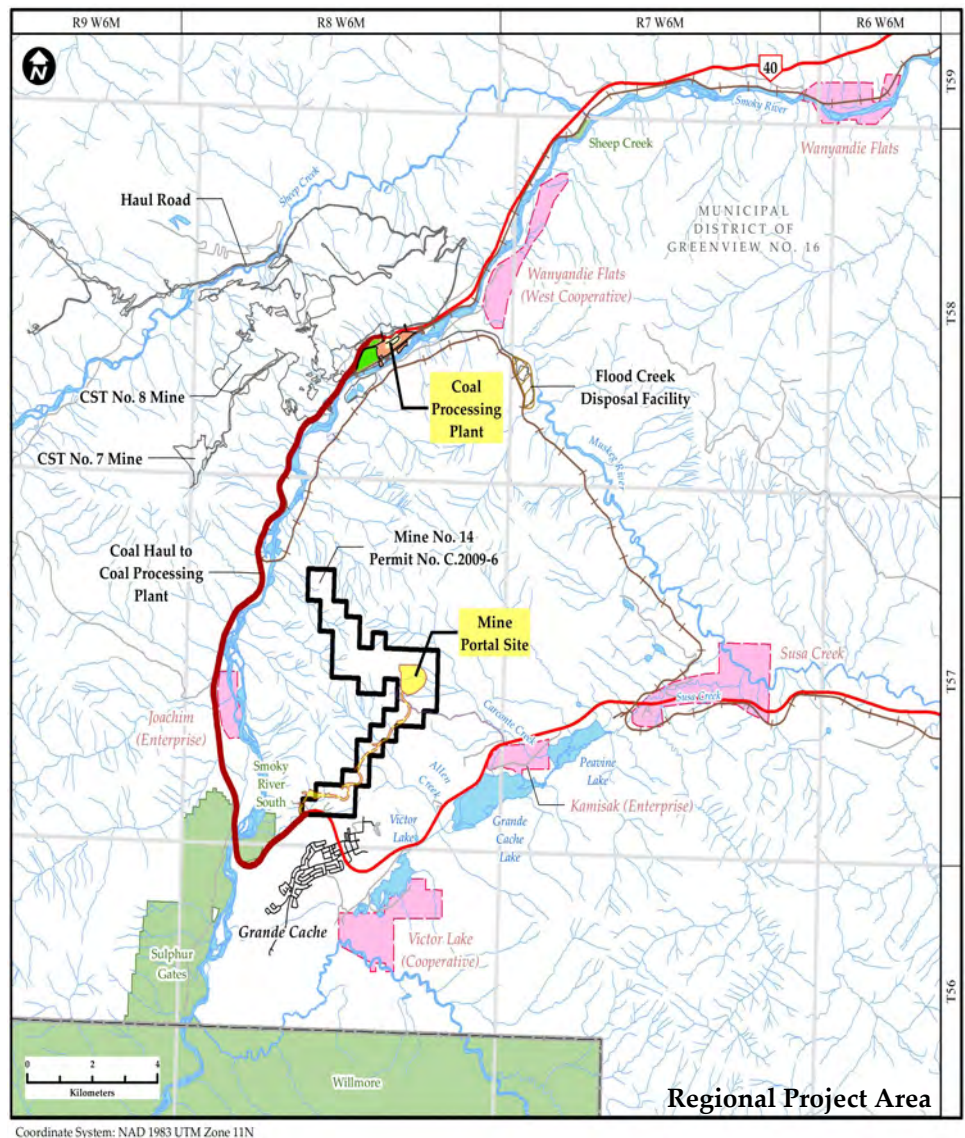 R9 W6M
R8 W6M
R7 W6M
R6 W6M
N
40
T59
Smoky River
Sheep Creek
Wanyandie Flats
Sheep Creek
Haul Road
MUNICIPAL
DISTRICT OF
GREENVIEW NO. 16
Wanyandie Flats
(West Cooperative)
T58
CST No. 8 Mine
Coal
Processing
Plant
Flood Creek
Disposal Facility
CST No. 7 Mine
Muskeg River
Coal Haul to
Coal Processing
Plant
Mine No. 14
Permit No. C.2009-6
Mine
Portal Site
Susa Creek
T57
Susa Creek
Joachim
(Enterprise)
Carconte Creek
Smoky
River
South
Allen
Creek
Peavine
Lake
Kamisak (Enterprise)
Victor
Lake
Grande
Cache
Lake
Grande Cache
Victor Lake
(Cooperative)
Sulphur
Gates
T56
0
2
4
Kilometers
Willmore
Regional Project Area
Coordinate System: NAD 1983 UTM Zone 11N